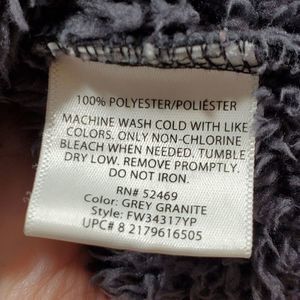 100% POLYESTER/POLIÉSTER
MACHINE WASH COLD WITH LIKE
COLORS. ONLY NON-CHLORINE
BLEACH WHEN NEEDED. TUMBLE
DRY LOW. REMOVE PROMPTLY.
DO NOT IRON.
RN# 52469
Color: GREY GRANITE
Style: FW34317YP
UPC# 8 2179616505